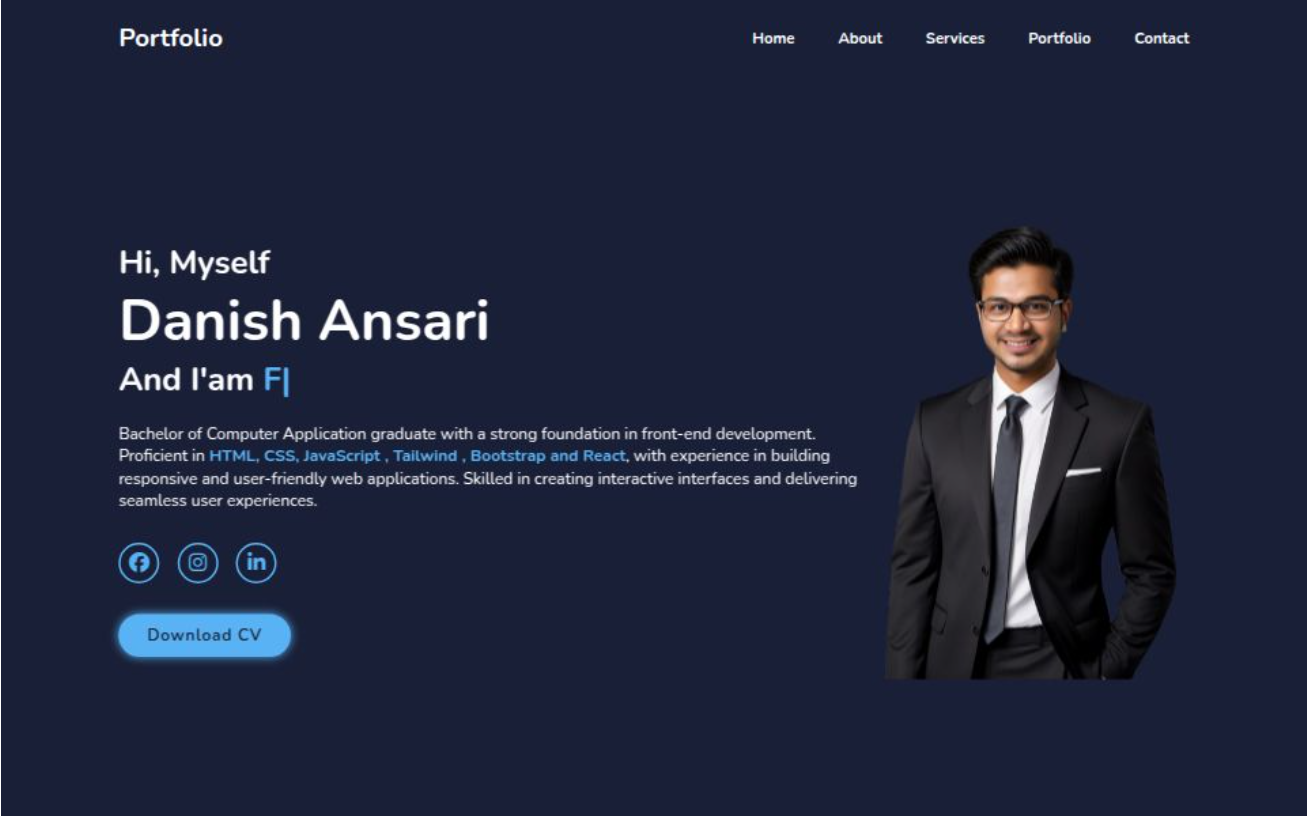 Portfolio
Home About Services Portfolio Contact
Hi, Myself
Danish Ansari
And I'am F|
Bachelor of Computer Application graduate with a strong foundation in front-end development.
Proficient in HTML, CSS, JavaScript , Tailwind , Bootstrap and React, with experience in building
responsive and user-friendly web applications. Skilled in creating interactive interfaces and delivering
seamless user experiences.
in
Download CV